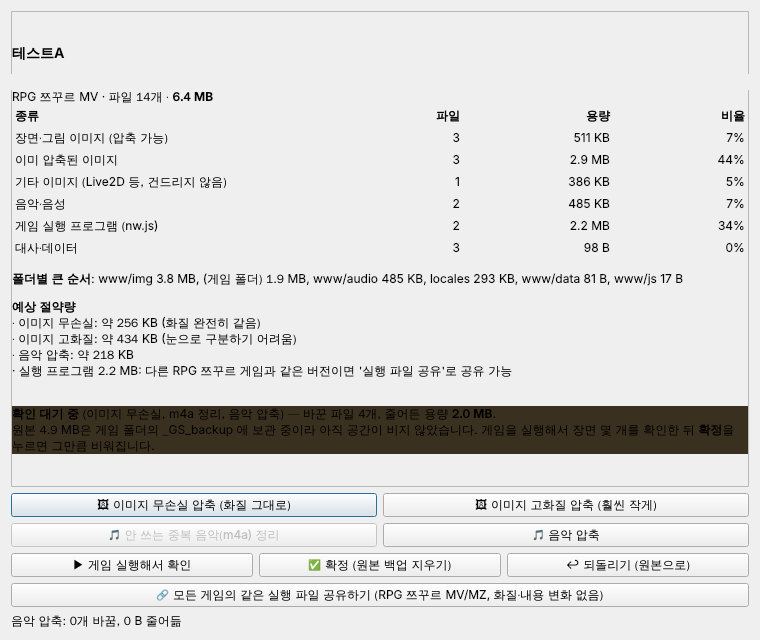 테스트A
RPG 쯔꾸르 MV · 파일 14개 · 6.4 MB
종류 파일 용량 비율
장면·그림 이미지 (압축 가능) 3 511 KB 7%
이미 압축된 이미지 3 2.9 MB 44%
기타 이미지 (Live2D 등, 건드리지 않음) 1 386 KB 5%
음악·음성 2 485 KB 7%
게임 실행 프로그램 (nw.js) 2 2.2 MB 34%
대사·데이터 3 98 B 0%
폴더별 큰 순서: www/img 3.8 MB, (게임 폴더) 1.9 MB, www/audio 485 KB, locales 293 KB, www/data 81 B, www/js 17 B
예상 절약량
· 이미지 무손실: 약 256 KB (화질 완전히 같음)
· 이미지 고화질: 약 434 KB (눈으로 구분하기 어려움)
· 음악 압축: 약 218 KB
· 실행 프로그램 2.2 MB: 다른 RPG 쯔꾸르 게임과 같은 버전이면 '실행 파일 공유'로 공유 가능
확인 대기 중 (이미지 무손실, m4a 정리, 음악 압축) — 바꾼 파일 4개, 줄어든 용량 2.0 MB.
원본 4.9 MB은 게임 폴더의 _GS_backup 에 보관 중이라 아직 공간이 비지 않았습니다. 게임을 실행해서 장면 몇 개를 확인한 뒤 확정을
누르면 그만큼 비워집니다.
🖼 이미지 무손실 압축 (화질 그대로) 🖼 이미지 고화질 압축 (훨씬 작게)
🎵 안 쓰는 중복 음악(m4a) 정리 🎵 음악 압축
▶ 게임 실행해서 확인 ✅ 확정 (원본 백업 지우기) ↩ 되돌리기 (원본으로)
🔗 모든 게임의 같은 실행 파일 공유하기 (RPG 쯔꾸르 MV/MZ, 화질·내용 변화 없음)
음악 압축: 0개 바꿈, 0 B 줄어듦